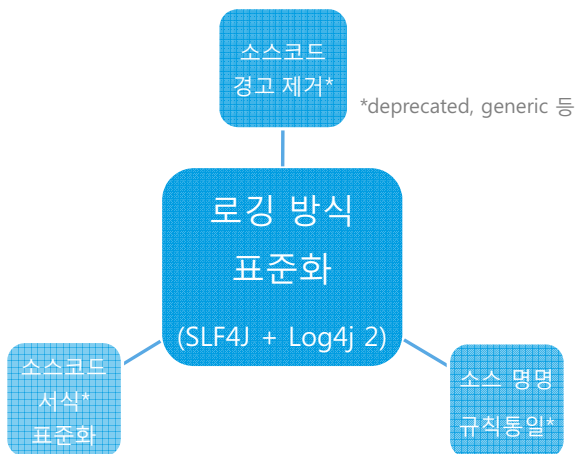 소스코드
경고 제거*
*deprecated, generic 등
로깅 방식
표준화
(SLF4J + Log4j 2)
소스코드
서식*
표준화
소스 명명
규칙통일*